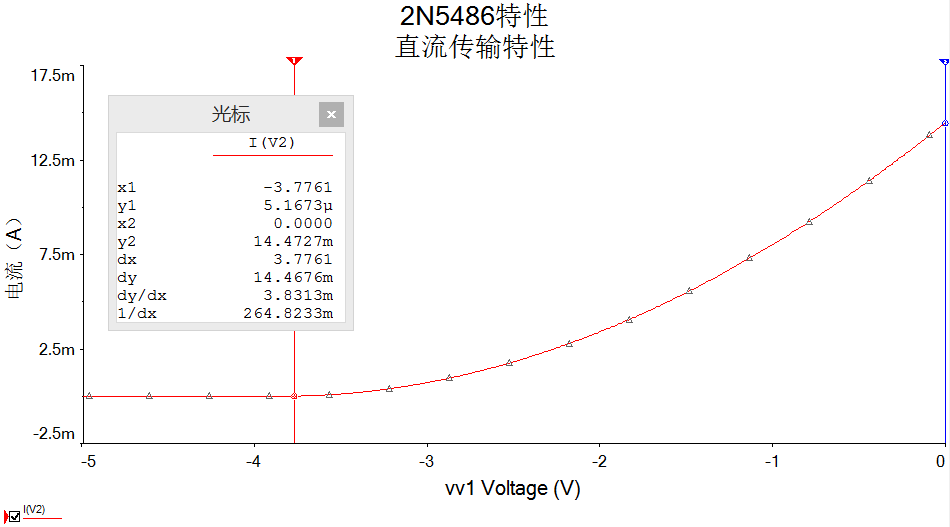 2N5486特性
直流传输特性
17.5m
12.5m
7.5m
2.5m
-2.5m
电流（A）
光标
x
I(V2)
x1 -3.7761
y1 5.1673µ
x2 0.0000
y2 14.4727m
dx 3.7761
dy 14.4676m
dy/dx 3.8313m
1/dx 264.8233m
-5 -4 -3 -2 -1 0
vv1 Voltage (V)
I(V2)